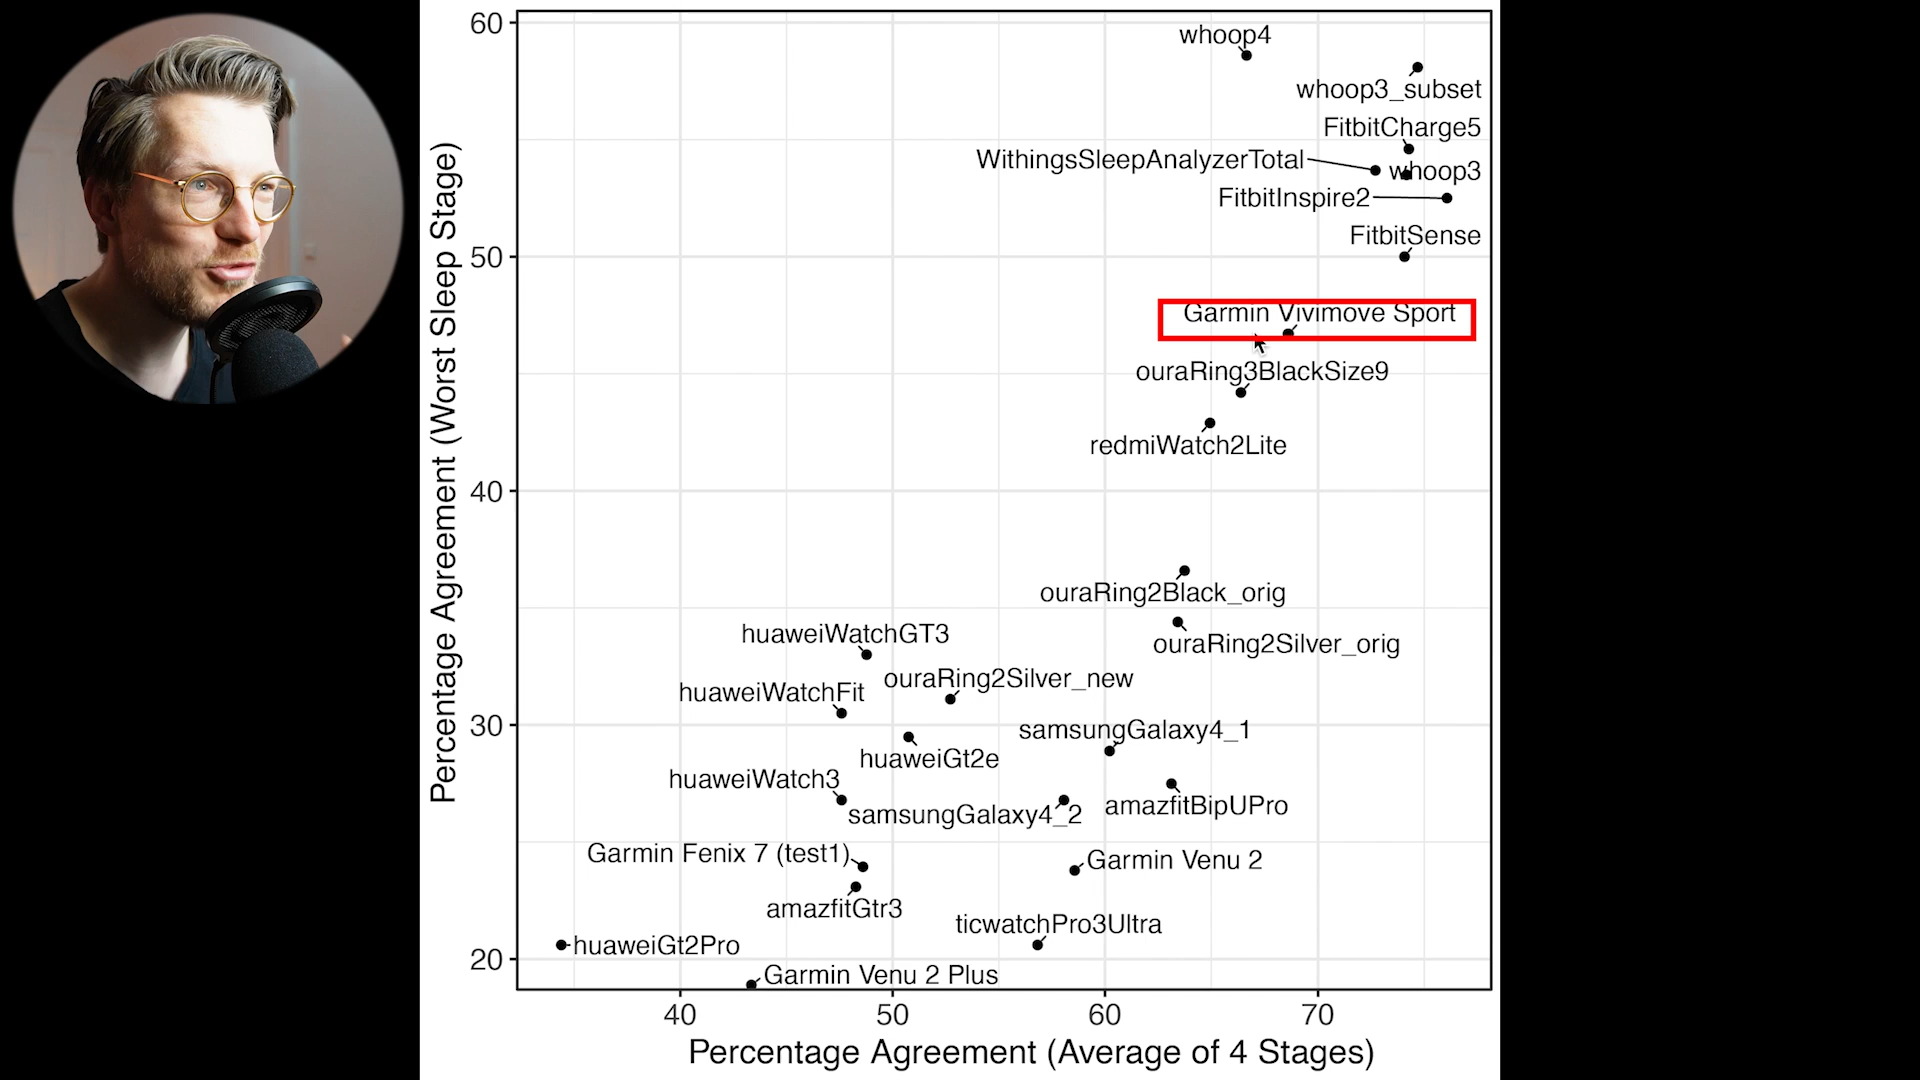 60
whoop4
whoop3_subset
FitbitCharge5
WithingsSleepAnalyzerTotal
whoop3
FitbitInspire2
FitbitSense
50
Garmin Vivimove Sport
ouraRing3BlackSize9
redmiWatch2Lite
40
ouraRing2Black_orig
ouraRing2Silver_orig
huaweiWatchGT3
ouraRing2Silver_new
huaweiWatchFit
30
samsungGalaxy4_1
huaweiGt2e
huaweiWatch3
amazfitBipUPro
samsungGalaxy4_2
Garmin Fenix 7 (test1)
Garmin Venu 2
amazfitGtr3
ticwatchPro3Ultra
huaweiGt2Pro
20
Garmin Venu 2 Plus
40 50 60 70
Percentage Agreement (Average of 4 Stages)
Percentage Agreement (Worst Sleep Stage)